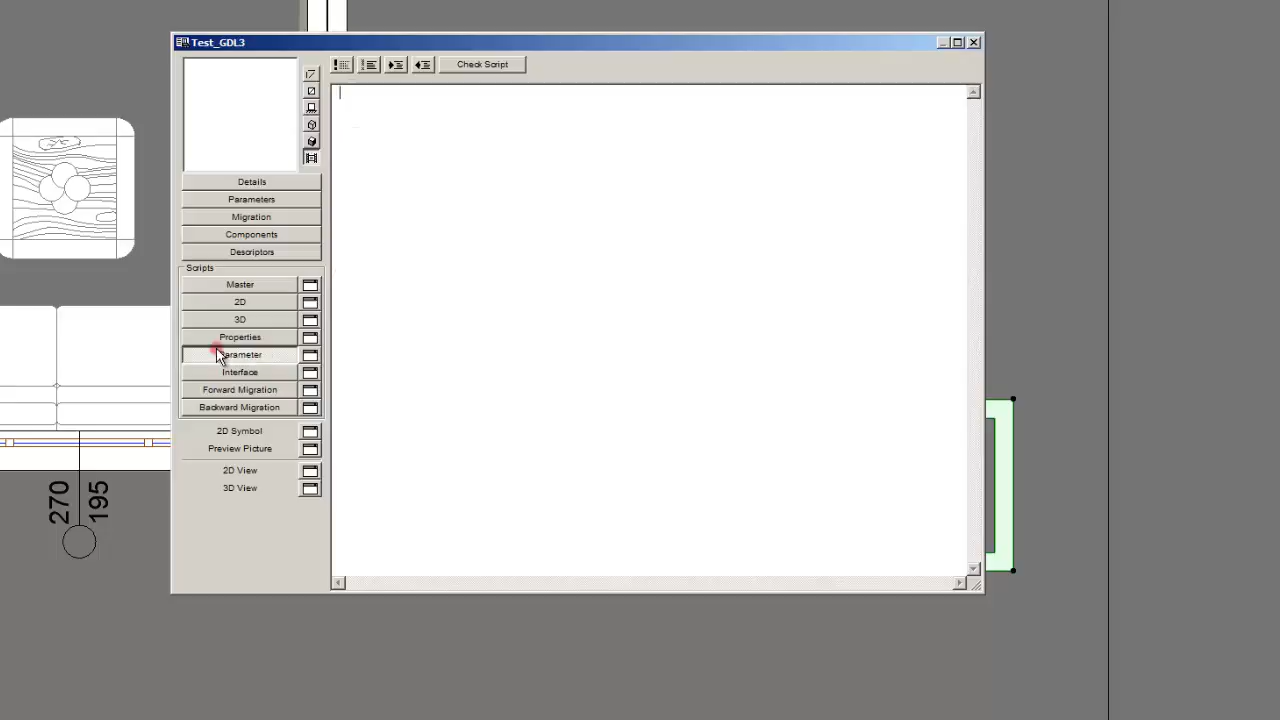 Test_GDL3
Check Script
Details
Parameters
Migration
Components
Descriptors
Scripts
Master
2D
3D
Properties
Parameter
Interface
Forward Migration
Backward Migration
2D Symbol
Preview Picture
2D View
3D View
270
195